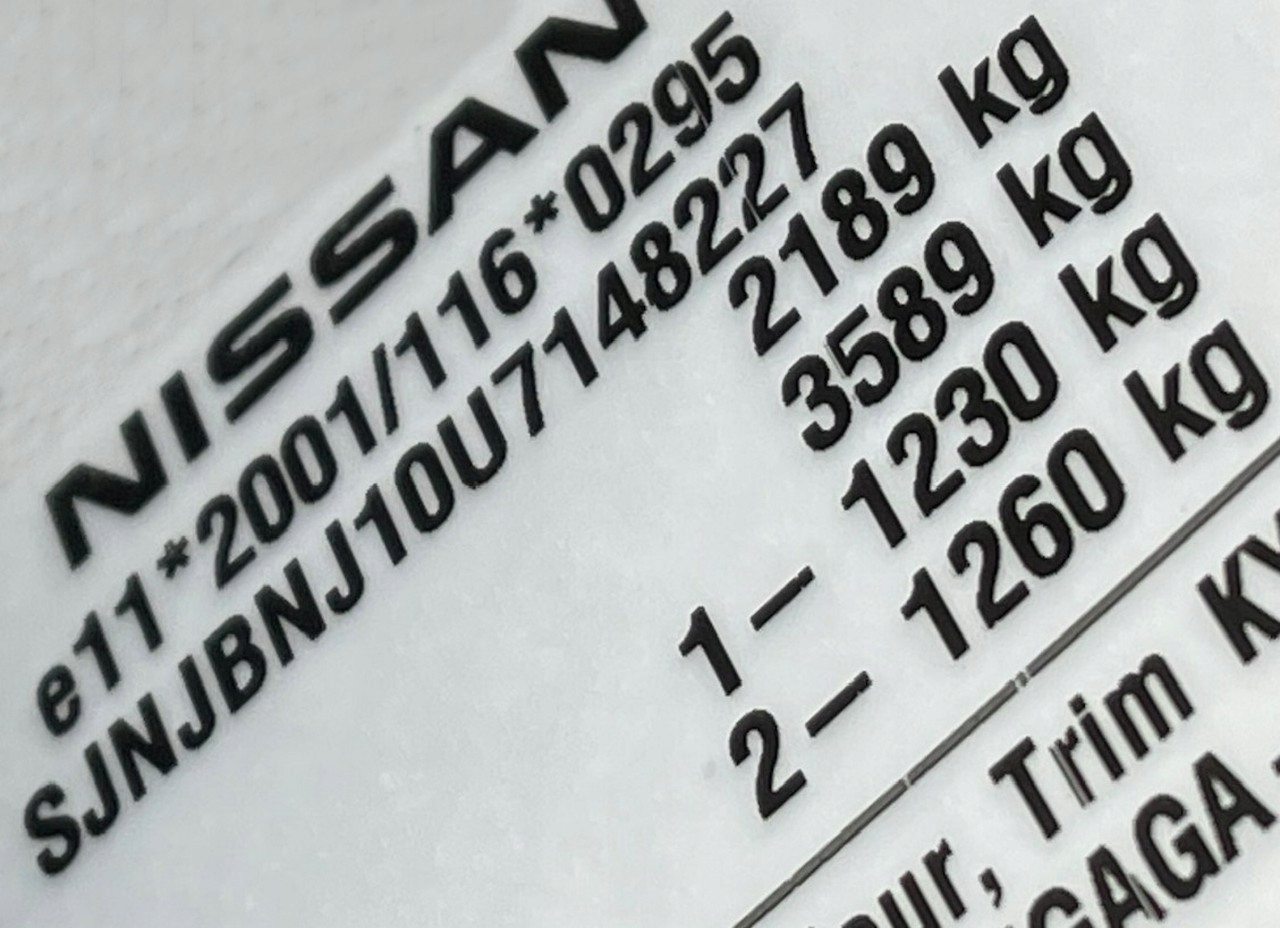 NISSAN
e11*2001/116*0295
SJNJBNJ10U7148227
2189 kg
3589 kg
1- 1230 kg
2- 1260 kg
Trim